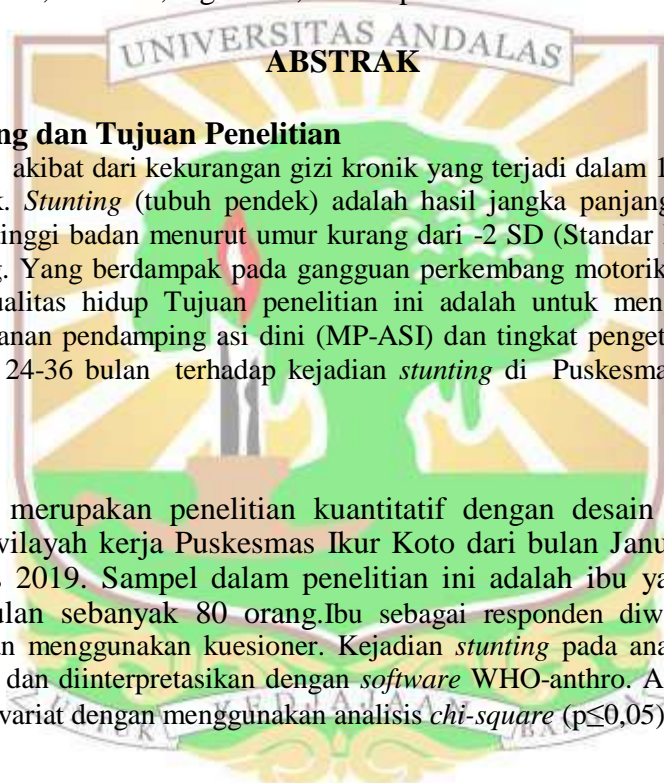 UNIVERSITAS ANDALAS
ABSTRAK
ng dan Tujuan Penelitian
akibat dari kekurangan gizi kronik yang terjadi dalam 1
k. Stunting (tubuh pendek) adalah hasil jangka panjang
inggi badan menurut umur kurang dari -2 SD (Standar
g. Yang berdampak pada gangguan perkembang motorik
ualitas hidup Tujuan penelitian ini adalah untuk men
anan pendamping asi dini (MP-ASI) dan tingkat penget
24-36 bulan terhadap kejadian stunting di Puskesma
merupakan penelitian kuantitatif dengan desain
wilayah kerja Puskesmas Ikur Koto dari bulan Janu
s 2019. Sampel dalam penelitian ini adalah ibu ya
ulan sebanyak 80 orang.Ibu sebagai responden diw
an menggunakan kuesioner. Kejadian stunting pada ana
dan diinterpretasikan dengan software WHO-anthro. A
variat dengan menggunakan analisis chi-square (p≤0,05)
UNTUK KEDJAJAAN BANGSA